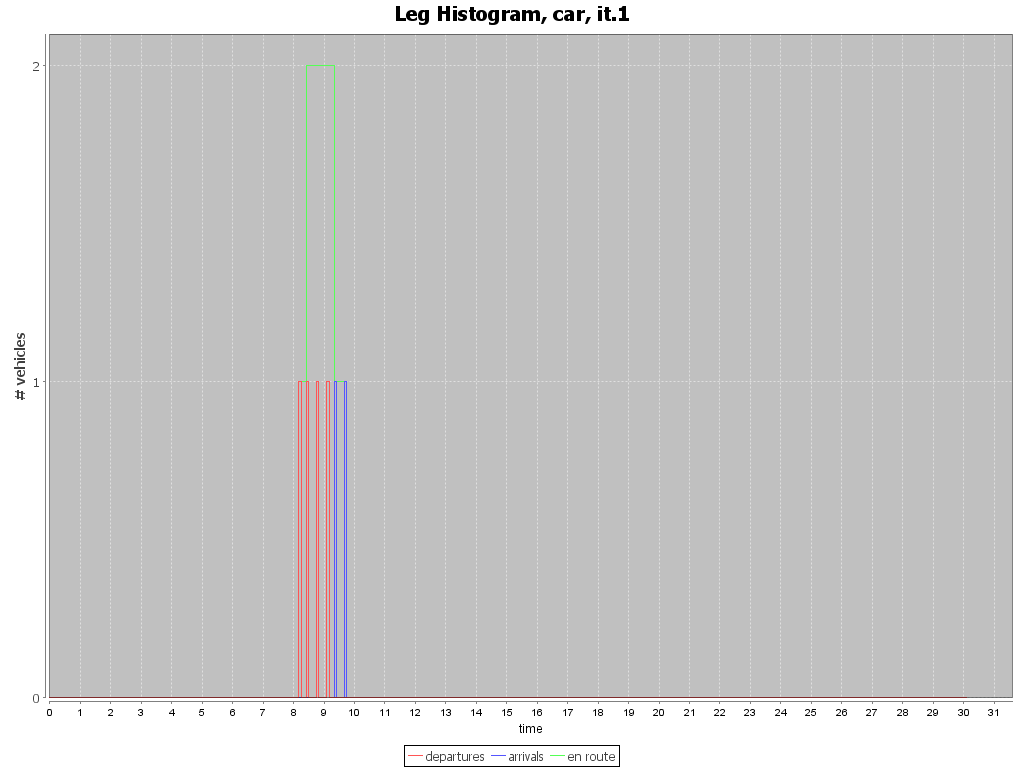 Leg Histogram, car, it.1
# vehicles
2
1
0
0 1 2 3 4 5 6 7 8 9 10 11 12 13 14 15 16 17 18 19 20 21 22 23 24 25 26 27 28 29 30 31
time
departures arrivals en route